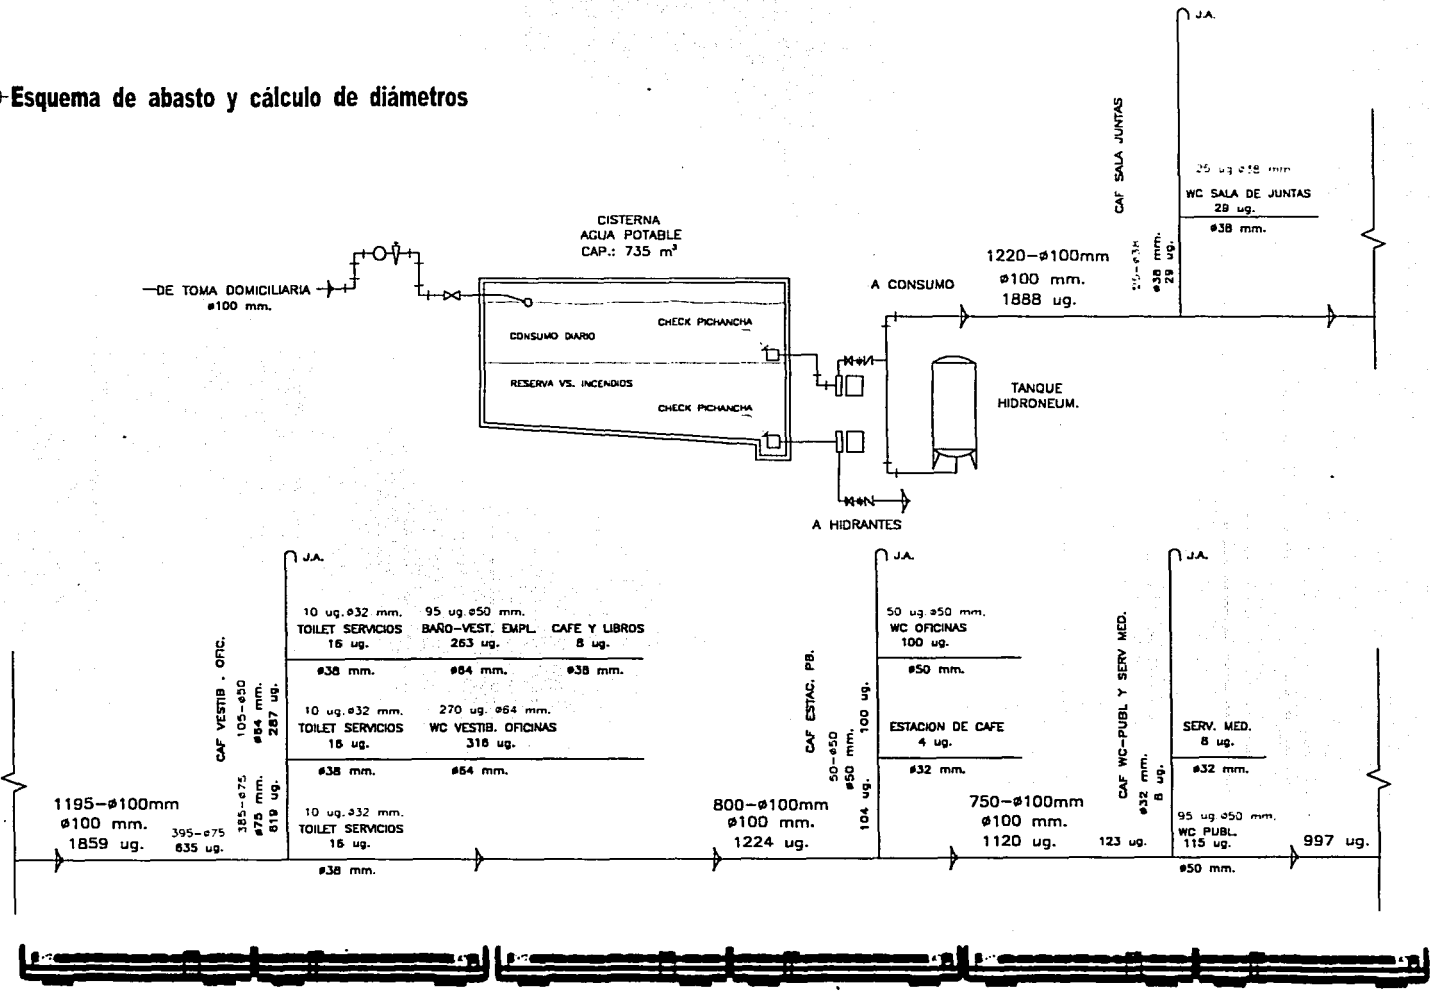 Esquema de abasto y cálculo de diámetros
J.A.
CAF SALA JUNTAS
25 ug ø38 mm
WC SALA DE JUNTAS
29 ug.
ø38 mm.
ø38 mm.
29 ug.
CISTERNA
AGUA POTABLE
CAP.: 735 m³
DE TOMA DOMICILIARIA
ø100 mm.
CONSUMO DIARIO
CHECK PICHANCHA
RESERVA VS. INCENDIOS
CHECK PICHANCHA
A CONSUMO
1220-ø100mm
ø100 mm.
1888 ug.
TANQUE
HIDRONEUM.
A HIDRANTES
J.A.
CAF VESTIB . OFIC.
105-ø50
ø64 mm.
287 ug.
385-ø75
ø75 mm.
619 ug.
10 ug.ø32 mm.
TOILET SERVICIOS
16 ug.
ø38 mm.
95 ug.ø50 mm.
BAÑO-VEST. EMPL.
263 ug.
ø64 mm.
CAFE Y LIBROS
8 ug.
ø38 mm.
10 ug.ø32 mm.
TOILET SERVICIOS
16 ug.
ø38 mm.
270 ug. ø64 mm.
WC VESTIB. OFICINAS
316 ug.
ø64 mm.
10 ug.ø32 mm.
TOILET SERVICIOS
16 ug.
ø38 mm.
1195-ø100mm
ø100 mm.
1859 ug.
395-ø75
635 ug.
J.A.
CAF ESTAC. PB.
50-ø50
ø50 mm.
104 ug.
100 ug.
50 ug.ø50 mm.
WC OFICINAS
100 ug.
ø50 mm.
ESTACION DE CAFE
4 ug.
ø32 mm.
800-ø100mm
ø100 mm.
1224 ug.
750-ø100mm
ø100 mm.
1120 ug.
J.A.
CAF WC-PUBL Y SERV MED.
ø32 mm.
8 ug.
SERV. MED.
8 ug.
ø32 mm.
95 ug.ø50 mm.
WC PUBL.
115 ug.
ø50 mm.
123 ug.
997 ug.